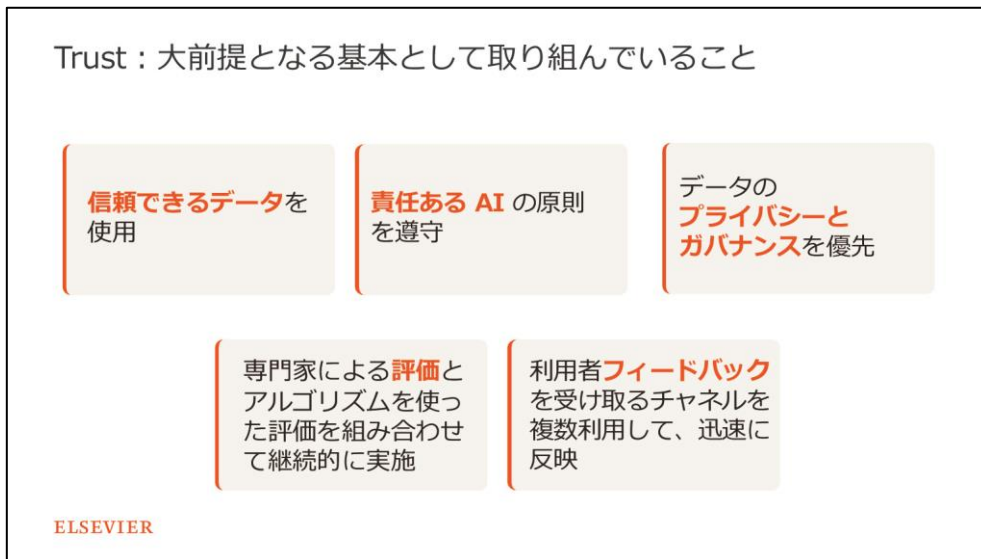 Trust：大前提となる基本として取り組んでいること
信頼できるデータを
使用
責任ある AI の原則
を遵守
データの
プライバシーと
ガバナンスを優先
専門家による評価と
アルゴリズムを使っ
た評価を組み合わせ
て継続的に実施
利用者フィードバック
を受け取るチャネルを
複数利用して、迅速に
反映
ELSEVIER